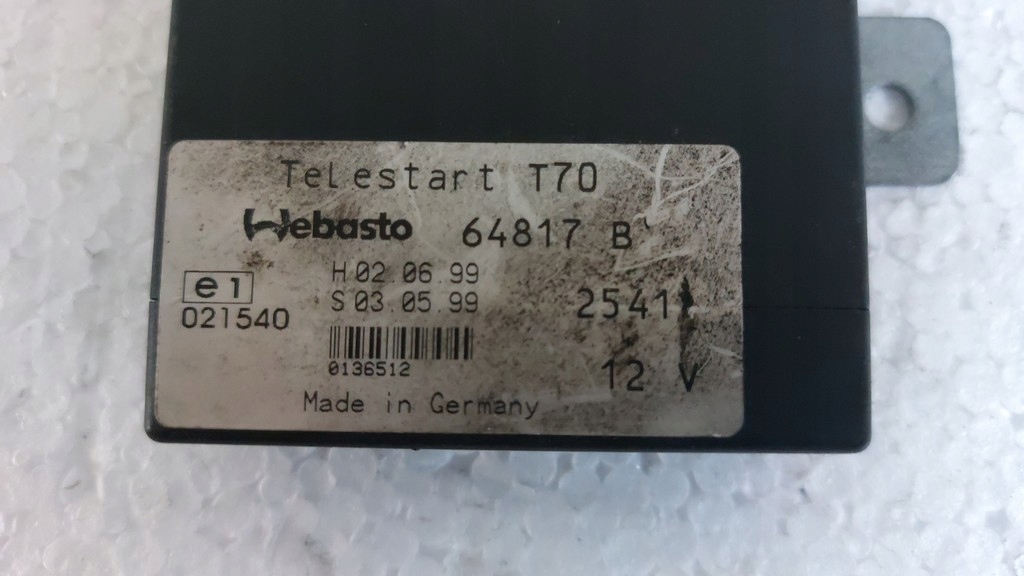 Telestart T70
Webasto 64817 B
H 02.06.99
S 03.05.99
e1
021540
2541
0136512
12 V
Made in Germany